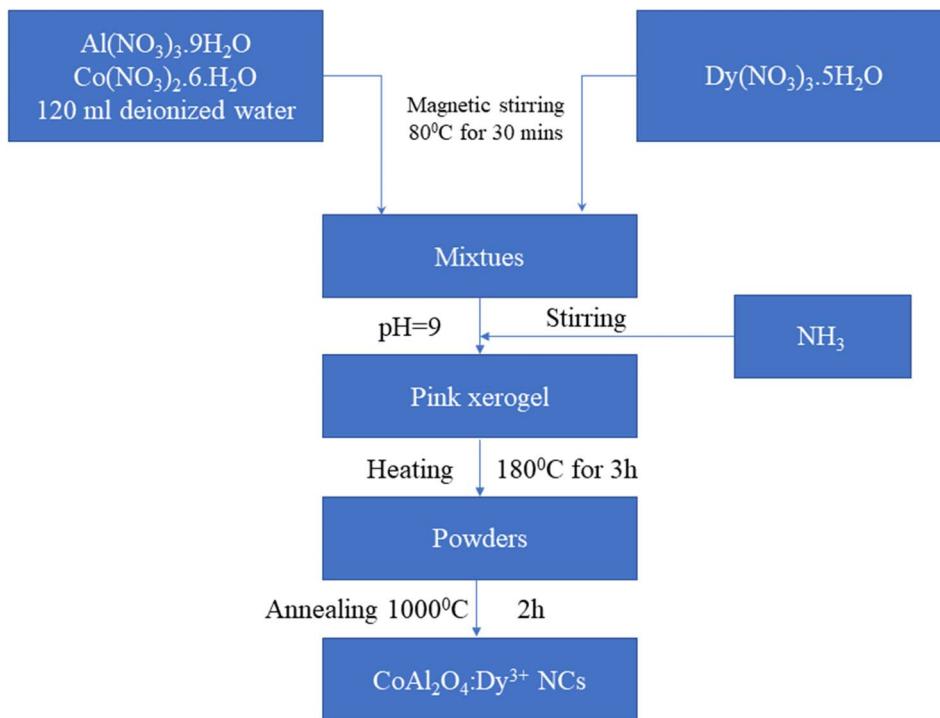 Al(NO₃)₃.9H₂O
Co(NO₃)₂.6.H₂O
120 ml deionized water
Magnetic stirring
80⁰C for 30 mins
Dy(NO₃)₃.5H₂O
Mixtues
pH=9
Stirring
NH₃
Pink xerogel
Heating
180⁰C for 3h
Powders
Annealing 1000⁰C
2h
CoAl₂O₄:Dy³⁺ NCs